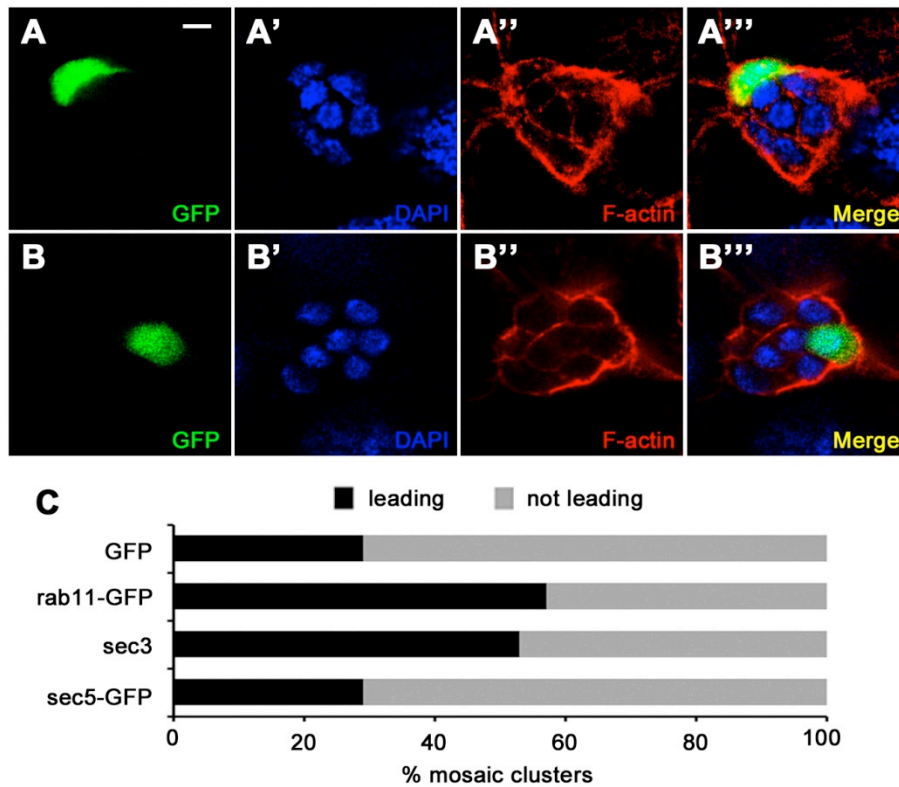 A A' A'' A'''
GFP DAPI F-actin Merge
B B' B'' B'''
GFP DAPI F-actin Merge
C
leading not leading
GFP
rab11-GFP
sec3
sec5-GFP
0 20 40 60 80 100
% mosaic clusters